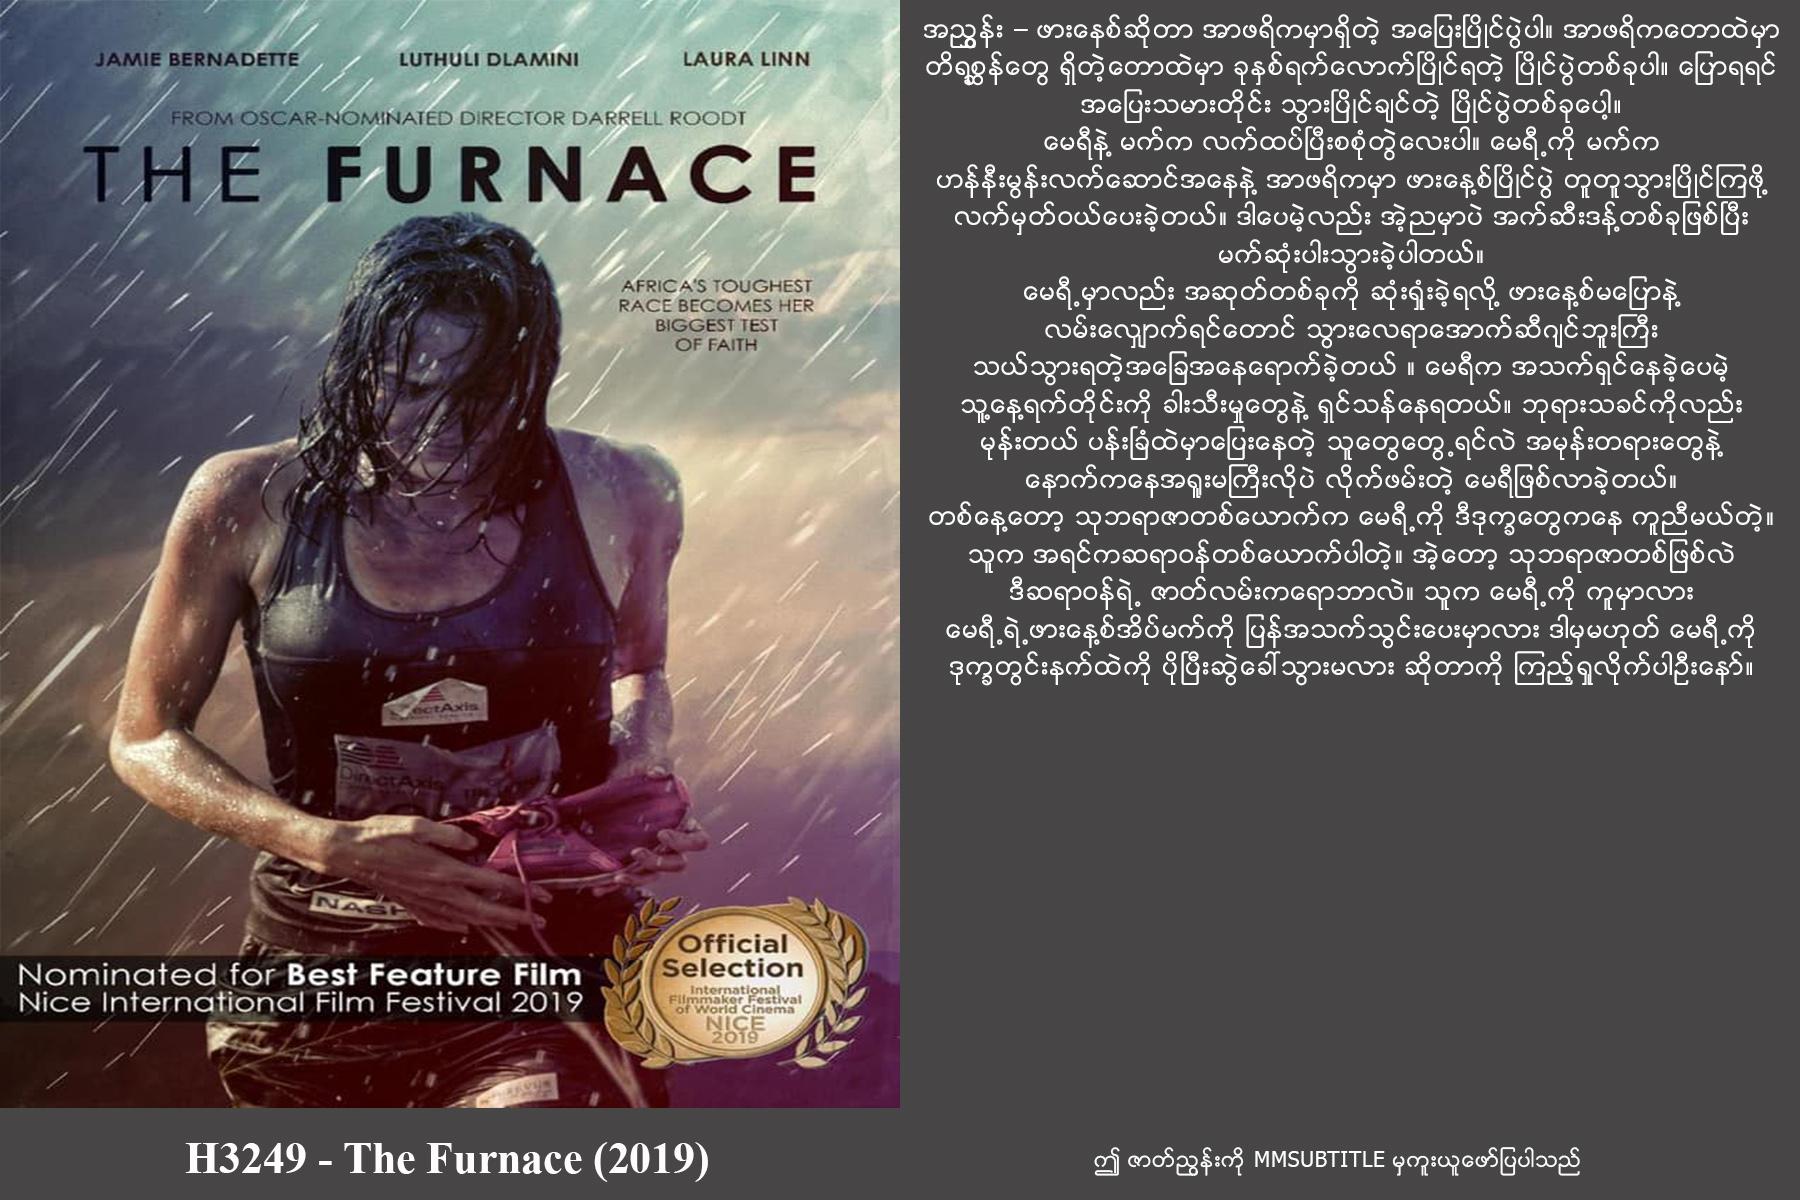 JAMIE BERNADETTE LUTHULI DLAMINI LAURA LINN
FROM OSCAR-NOMINATED DIRECTOR DARRELL ROODT
THE FURNACE
AFRICA'S TOUGHEST
RACE BECOMES HER
BIGGEST TEST
OF FAITH
DirectAxis
DirectAxis
NASH
Nominated for Best Feature Film
Nice International Film Festival 2019
Official
Selection
International
Filmmaker Festival
of World Cinema
NICE
2019
H3249 - The Furnace (2019)
အညွှန်း – ဖားနေစ်ဆိုတာ အာဖရိကမှာရှိတဲ့ အပြေးပြိုင်ပွဲပါ။ အာဖရိကတောထဲမှာ
တိရစ္ဆာန်တွေ ရှိတဲ့တောထဲမှာ ခုနှစ်ရက်လောက်ပြိုင်ရတဲ့ ပြိုင်ပွဲတစ်ခုပါ။ ပြောရရင်
အပြေးသမားတိုင်း သွားပြိုင်ချင်တဲ့ ပြိုင်ပွဲတစ်ခုပေါ့။
မေရီနဲ့ မက်က လက်ထပ်ပြီးစစုံတွဲလေးပါ။ မေရီ့ကို မက်က
ဟန်နီးမွန်းလက်ဆောင်အနေနဲ့ အာဖရိကမှာ ဖားနေ့စ်ပြိုင်ပွဲ တူတူသွားပြိုင်ကြဖို့
လက်မှတ်ဝယ်ပေးခဲ့တယ်။ ဒါပေမဲ့လည်း အဲ့ညမှာပဲ အက်ဆီးဒန့်တစ်ခုဖြစ်ပြီး
မက်ဆုံးပါးသွားခဲ့ပါတယ်။
မေရီ့မှာလည်း အဆုတ်တစ်ခုကို ဆုံးရှုံးခဲ့ရလို့ ဖားနေ့စ်မပြောနဲ့
လမ်းလျှောက်ရင်တောင် သွားလေရာအောက်ဆီဂျင်ဘူးကြီး
သယ်သွားရတဲ့အခြေအနေရောက်ခဲ့တယ် ။ မေရီက အသက်ရှင်နေခဲ့ပေမဲ့
သူ့နေ့ရက်တိုင်းကို ခါးသီးမှုတွေနဲ့ ရှင်သန်နေရတယ်။ ဘုရားသခင်ကိုလည်း
မုန်းတယ် ပန်းခြံထဲမှာပြေးနေတဲ့ သူတွေတွေ့ရင်လဲ အမုန်းတရားတွေနဲ့
နောက်ကနေအရူးမကြီးလိုပဲ လိုက်ဖမ်းတဲ့ မေရီဖြစ်လာခဲ့တယ်။
တစ်နေ့တော့ သုဘရာဇာတစ်ယောက်က မေရီ့ကို ဒီဒုက္ခတွေကနေ ကူညီမယ်တဲ့။
သူက အရင်ကဆရာဝန်တစ်ယောက်ပါတဲ့။ အဲ့တော့ သုဘရာဇာတစ်ဖြစ်လဲ
ဒီဆရာဝန်ရဲ့ ဇာတ်လမ်းကရောဘာလဲ။ သူက မေရီ့ကို ကူမှာလား
မေရီ့ရဲ့ဖားနေ့စ်အိပ်မက်ကို ပြန်အသက်သွင်းပေးမှာလား ဒါမှမဟုတ် မေရီ့ကို
ဒုက္ခတွင်းနက်ထဲကို ပိုပြီးဆွဲခေါ်သွားမလား ဆိုတာကို ကြည့်ရှုလိုက်ပါဦးနော်။
ဤ ဇာတ်ညွှန်းကို MMSUBTITLE မှကူးယူဖော်ပြပါသည်